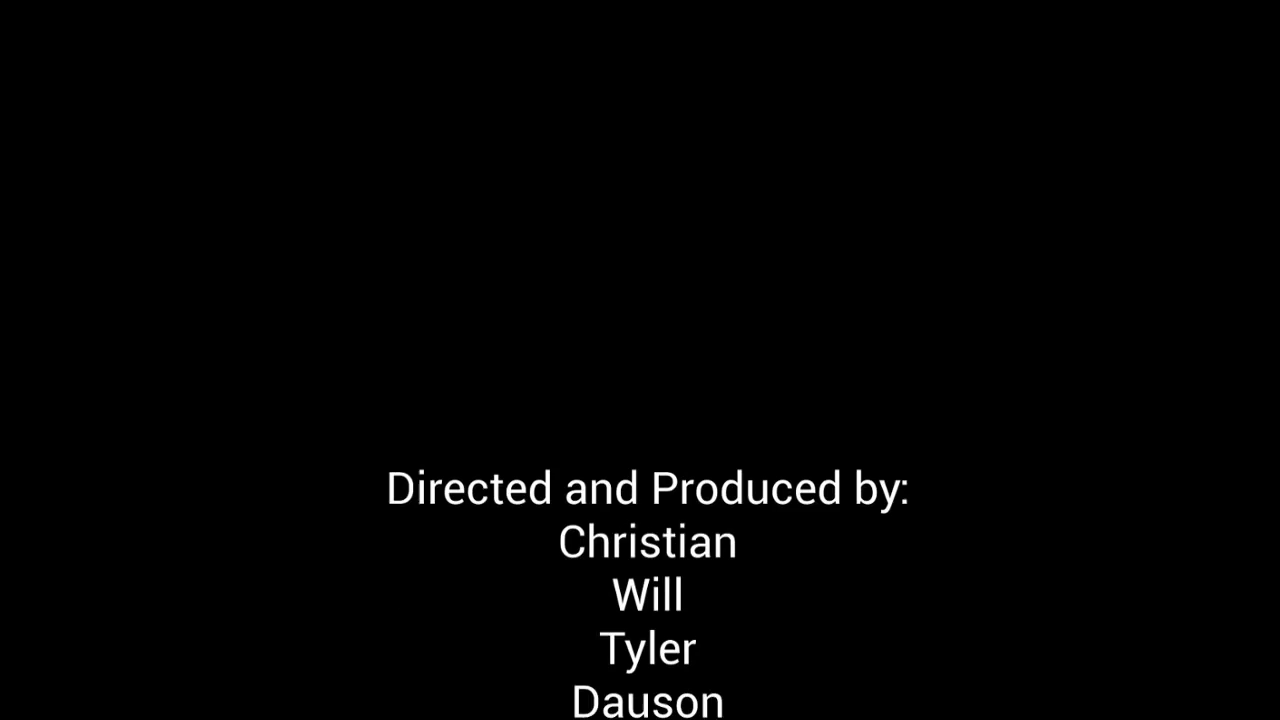 Directed and Produced by:
Christian
Will
Tyler
Dauson